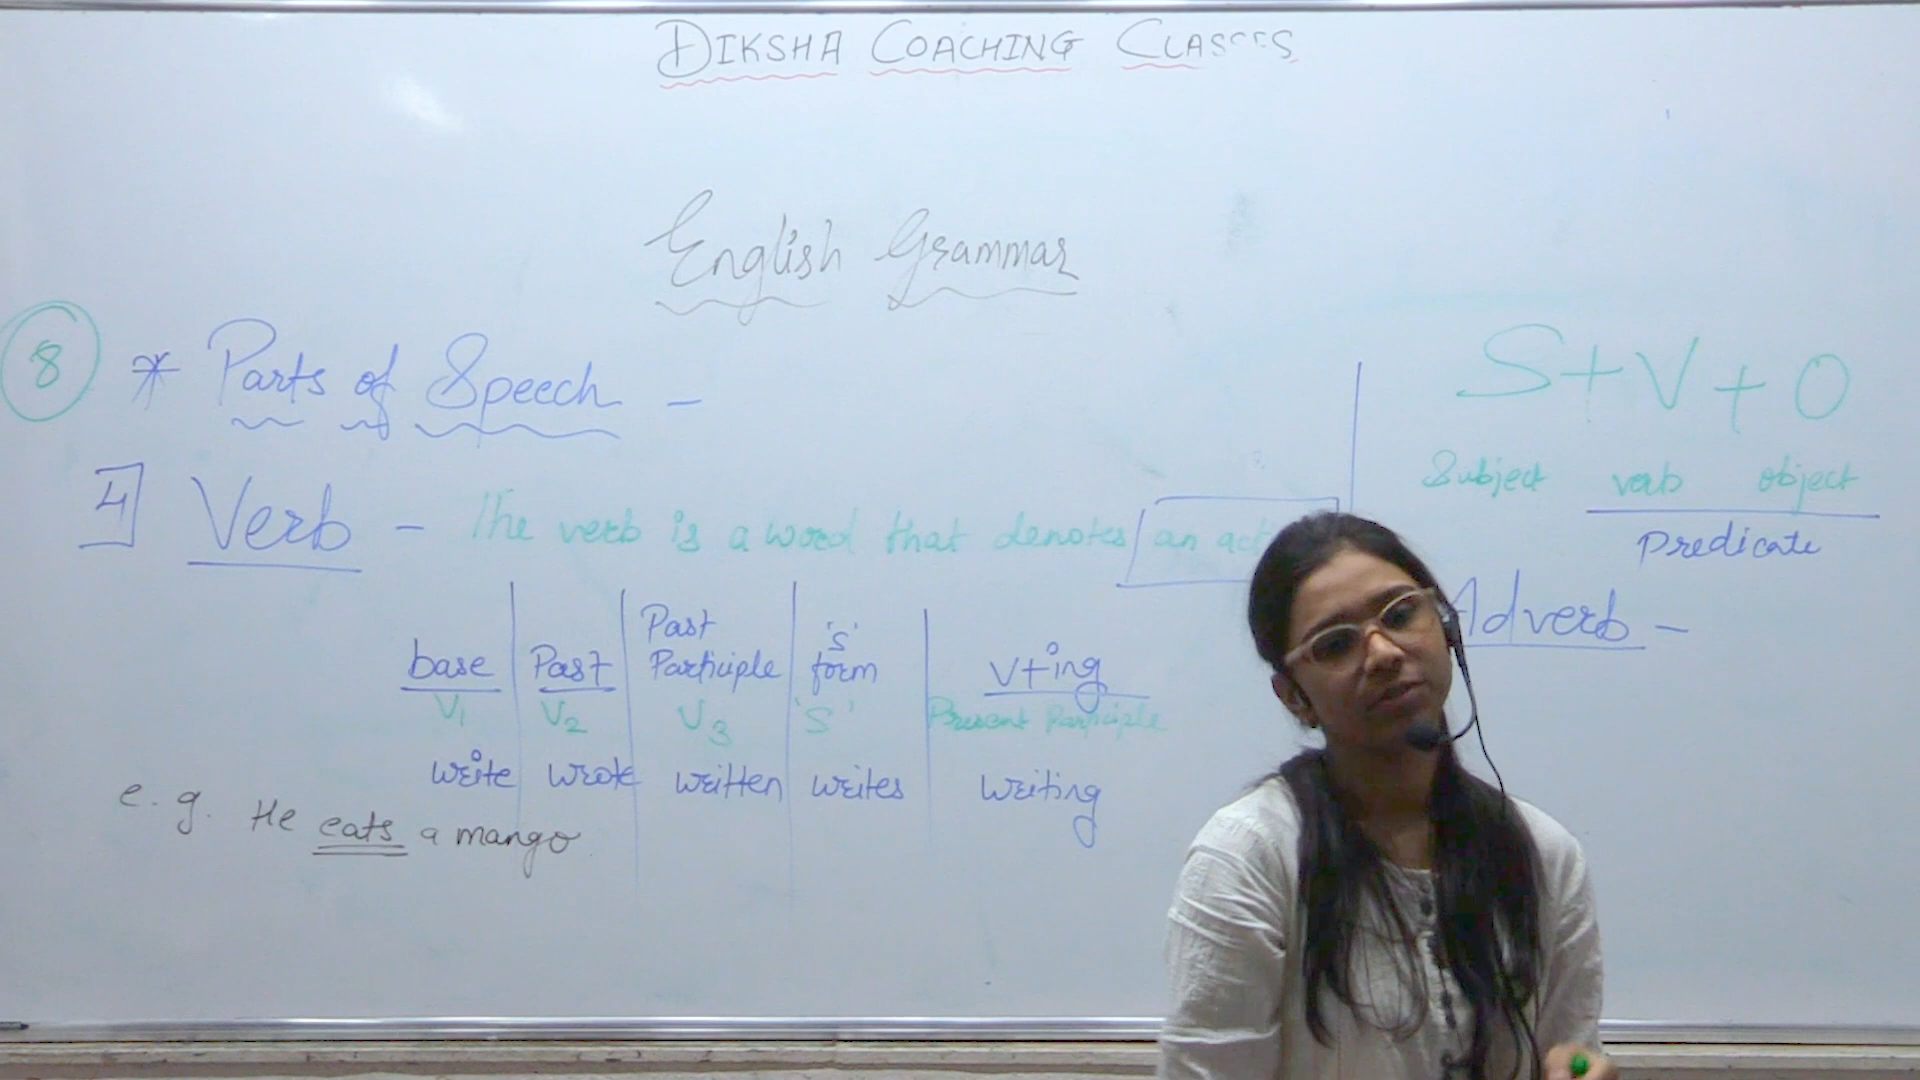 DIKSHA COACHING CLASSES
English Grammar
8 * Parts of Speech -
4] Verb - The verb is a word that denotes an
S+V+O
Subject verb object
Predicate
Adverb -
base Past Past Participle 's' form V+ing
V1 V2 V3 'S' Present Participle
write wrote written writes writing
e.g. He eats a mango